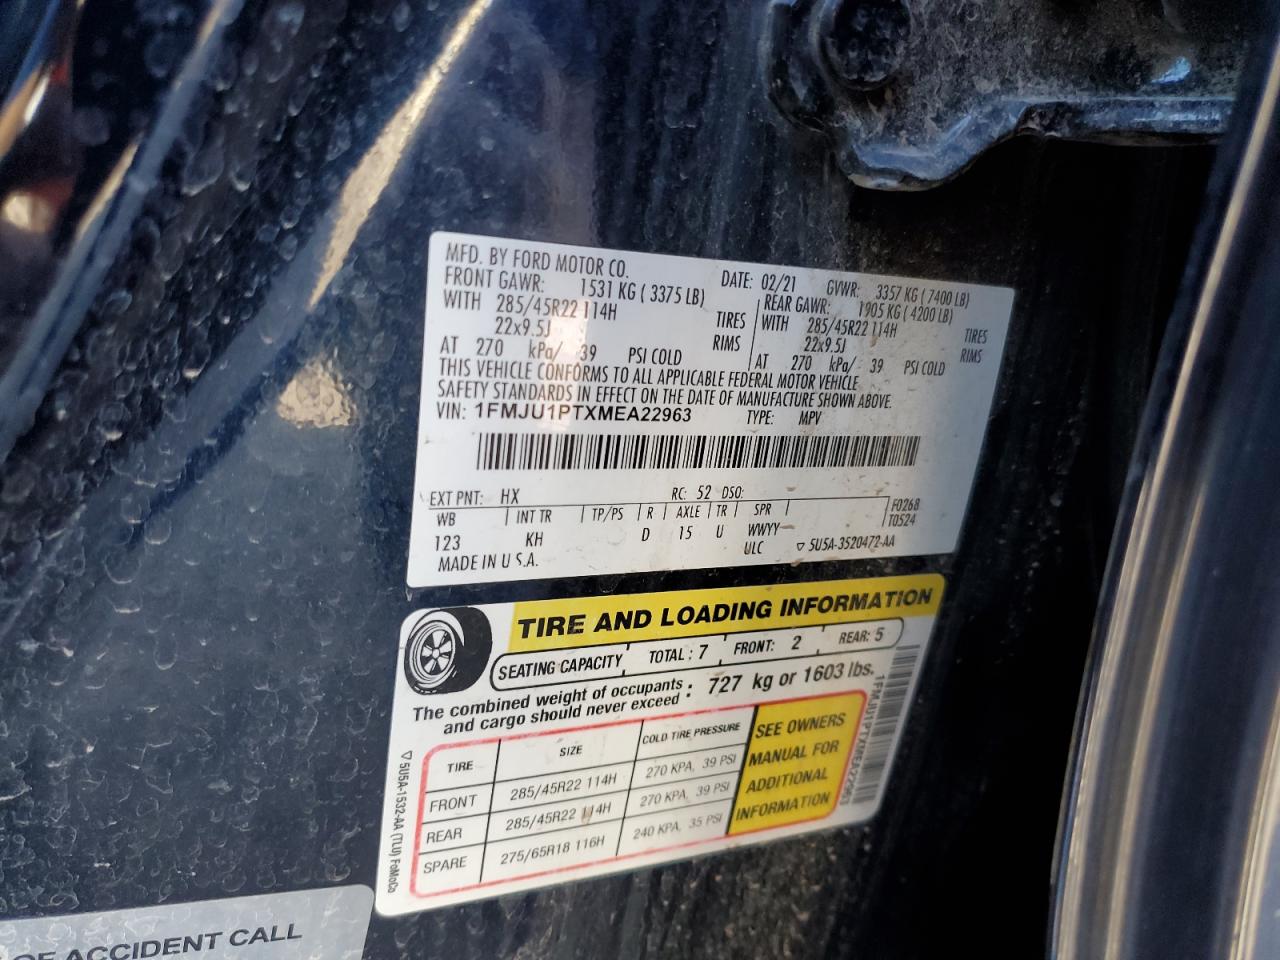 MFD. BY FORD MOTOR CO.
DATE: 02/21 GVWR: 3357 KG (7400 LB)
FRONT GAWR: 1531 KG (3375 LB) REAR GAWR: 1905 KG (4200 LB)
WITH 285/45R22 114H TIRES WITH 285/45R22 114H TIRES
22x9.5J RIMS 22x9.5J RIMS
AT 270 kPa/ 39 PSI COLD AT 270 kPa/ 39 PSI COLD
THIS VEHICLE CONFORMS TO ALL APPLICABLE FEDERAL MOTOR VEHICLE
SAFETY STANDARDS IN EFFECT ON THE DATE OF MANUFACTURE SHOWN ABOVE.
VIN: 1FMJU1PTXMEA22963 TYPE: MPV
EXT PNT: HX RC: 52 DSO:
WB INT TR TP/PS R AXLE TR SPR F0268
T0524
123 KH D 15 U WWYY
ULC ▽ 5U5A-3520472-AA
MADE IN U.S.A.
TIRE AND LOADING INFORMATION
SEATING CAPACITY TOTAL: 7 FRONT: 2 REAR: 5
The combined weight of occupants and cargo should never exceed : 727 kg or 1603 lbs.
TIRE SIZE COLD TIRE PRESSURE
FRONT 285/45R22 114H 270 KPA, 39 PSI
REAR 285/45R22 114H 270 KPA, 39 PSI
SPARE 275/65R18 116H 240 KPA, 35 PSI
SEE OWNERS
MANUAL FOR
ADDITIONAL
INFORMATION
1FMJU1PTXMEA22963
▽ 5U5A-1532-AA (TLU) FoMoCo
OF ACCIDENT CALL